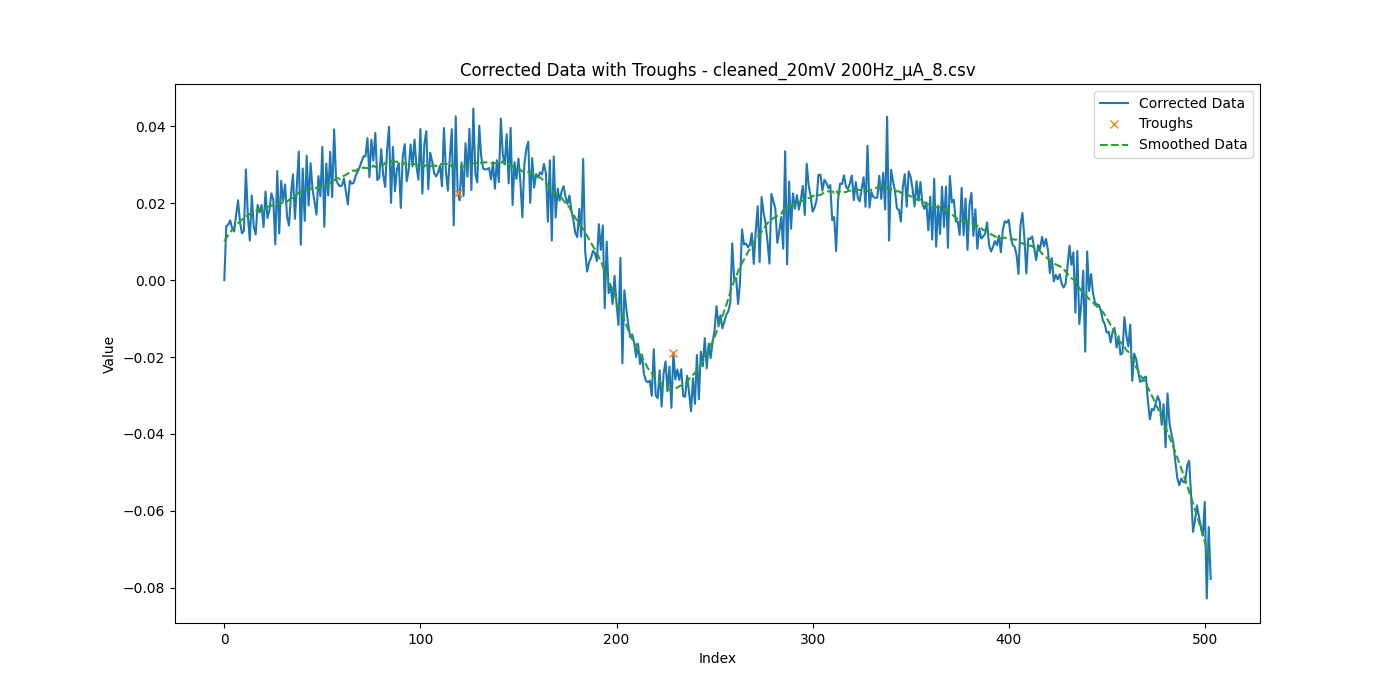 Corrected Data with Troughs - cleaned_20mV 200Hz_µA_8.csv
Corrected Data
Troughs
Smoothed Data
0.04
0.02
0.00
−0.02
−0.04
−0.06
−0.08
Value
0 100 200 300 400 500
Index